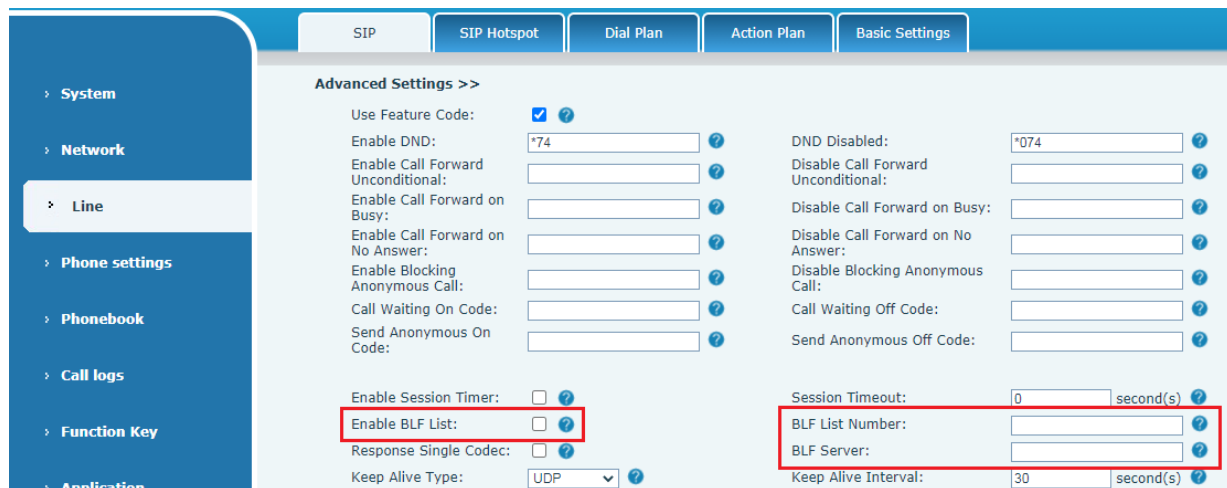 SIP
SIP Hotspot
Dial Plan
Action Plan
Basic Settings
› System
› Network
› Line
› Phone settings
› Phonebook
› Call logs
› Function Key
› Application
Advanced Settings >>
Use Feature Code:
Enable DND: *74 DND Disabled: *074
Enable Call Forward Disable Call Forward
Unconditional: Unconditional:
Enable Call Forward on
Busy: Disable Call Forward on Busy:
Enable Call Forward on Disable Call Forward on No
No Answer: Answer:
Enable Blocking Disable Blocking Anonymous
Anonymous Call: Call:
Call Waiting On Code: Call Waiting Off Code:
Send Anonymous On
Code: Send Anonymous Off Code:
Enable Session Timer: Session Timeout: 0 second(s)
Enable BLF List: BLF List Number:
Response Single Codec: BLF Server:
Keep Alive Type: UDP Keep Alive Interval: 30 second(s)